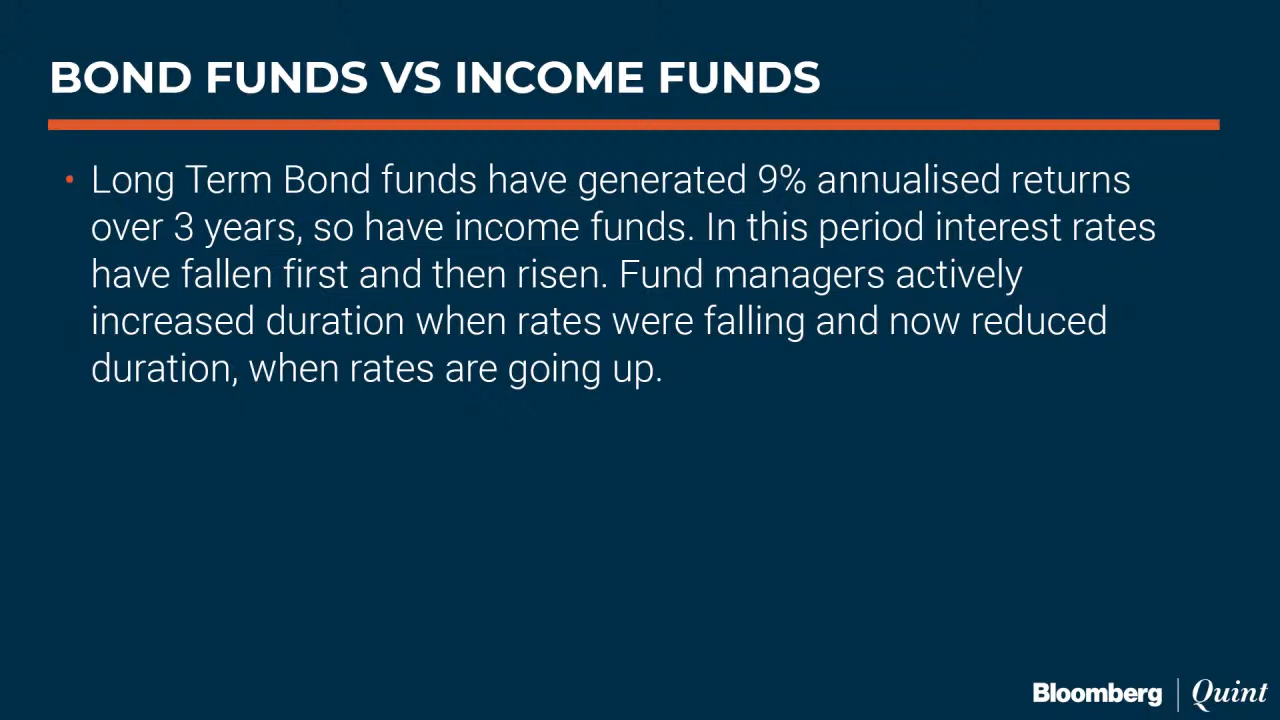 BOND FUNDS VS INCOME FUNDS
• Long Term Bond funds have generated 9% annualised returns
over 3 years, so have income funds. In this period interest rates
have fallen first and then risen. Fund managers actively
increased duration when rates were falling and now reduced
duration, when rates are going up.
Bloomberg | Quint